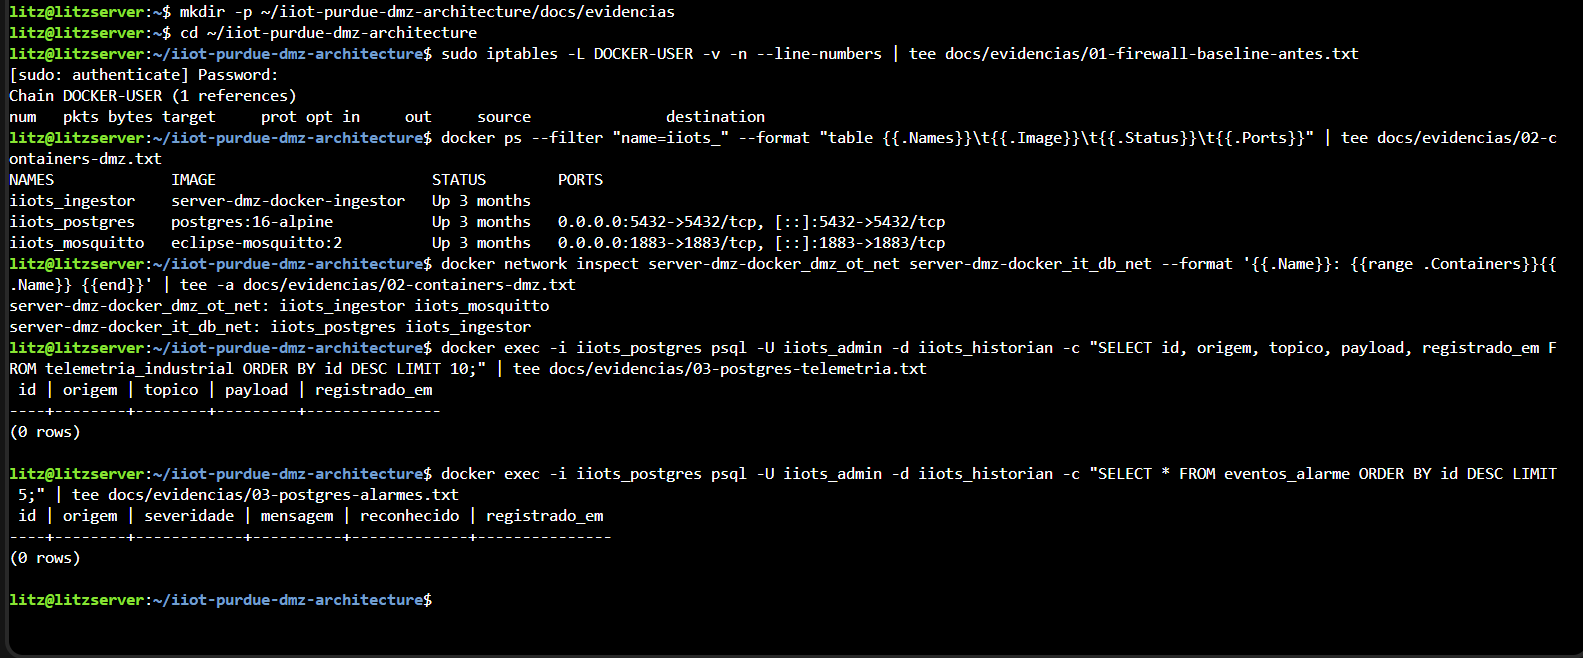 litz@litzserver:~$ mkdir -p ~/iiot-purdue-dmz-architecture/docs/evidencias
litz@litzserver:~$ cd ~/iiot-purdue-dmz-architecture
litz@litzserver:~/iiot-purdue-dmz-architecture$ sudo iptables -L DOCKER-USER -v -n --line-numbers | tee docs/evidencias/01-firewall-baseline-antes.txt
[sudo: authenticate] Password:
Chain DOCKER-USER (1 references)
num   pkts bytes target     prot opt in     out     source               destination
litz@litzserver:~/iiot-purdue-dmz-architecture$ docker ps --filter "name=iiots_" --format "table {{.Names}}\t{{.Image}}\t{{.Status}}\t{{.Ports}}" | tee docs/evidencias/02-c
ontainers-dmz.txt
NAMES             IMAGE                        STATUS        PORTS
iiots_ingestor    server-dmz-docker-ingestor   Up 3 months
iiots_postgres    postgres:16-alpine           Up 3 months   0.0.0.0:5432->5432/tcp, [::]:5432->5432/tcp
iiots_mosquitto   eclipse-mosquitto:2          Up 3 months   0.0.0.0:1883->1883/tcp, [::]:1883->1883/tcp
litz@litzserver:~/iiot-purdue-dmz-architecture$ docker network inspect server-dmz-docker_dmz_ot_net server-dmz-docker_it_db_net --format '{{.Name}}: {{range .Containers}}{{
.Name}} {{end}}' | tee -a docs/evidencias/02-containers-dmz.txt
server-dmz-docker_dmz_ot_net: iiots_ingestor iiots_mosquitto
server-dmz-docker_it_db_net: iiots_postgres iiots_ingestor
litz@litzserver:~/iiot-purdue-dmz-architecture$ docker exec -i iiots_postgres psql -U iiots_admin -d iiots_historian -c "SELECT id, origem, topico, payload, registrado_em F
ROM telemetria_industrial ORDER BY id DESC LIMIT 10;" | tee docs/evidencias/03-postgres-telemetria.txt
 id | origem | topico | payload | registrado_em
----+--------+--------+---------+---------------
(0 rows)
litz@litzserver:~/iiot-purdue-dmz-architecture$ docker exec -i iiots_postgres psql -U iiots_admin -d iiots_historian -c "SELECT * FROM eventos_alarme ORDER BY id DESC LIMIT
 5;" | tee docs/evidencias/03-postgres-alarmes.txt
 id | origem | severidade | mensagem | reconhecido | registrado_em
----+--------+------------+----------+-------------+---------------
(0 rows)
litz@litzserver:~/iiot-purdue-dmz-architecture$